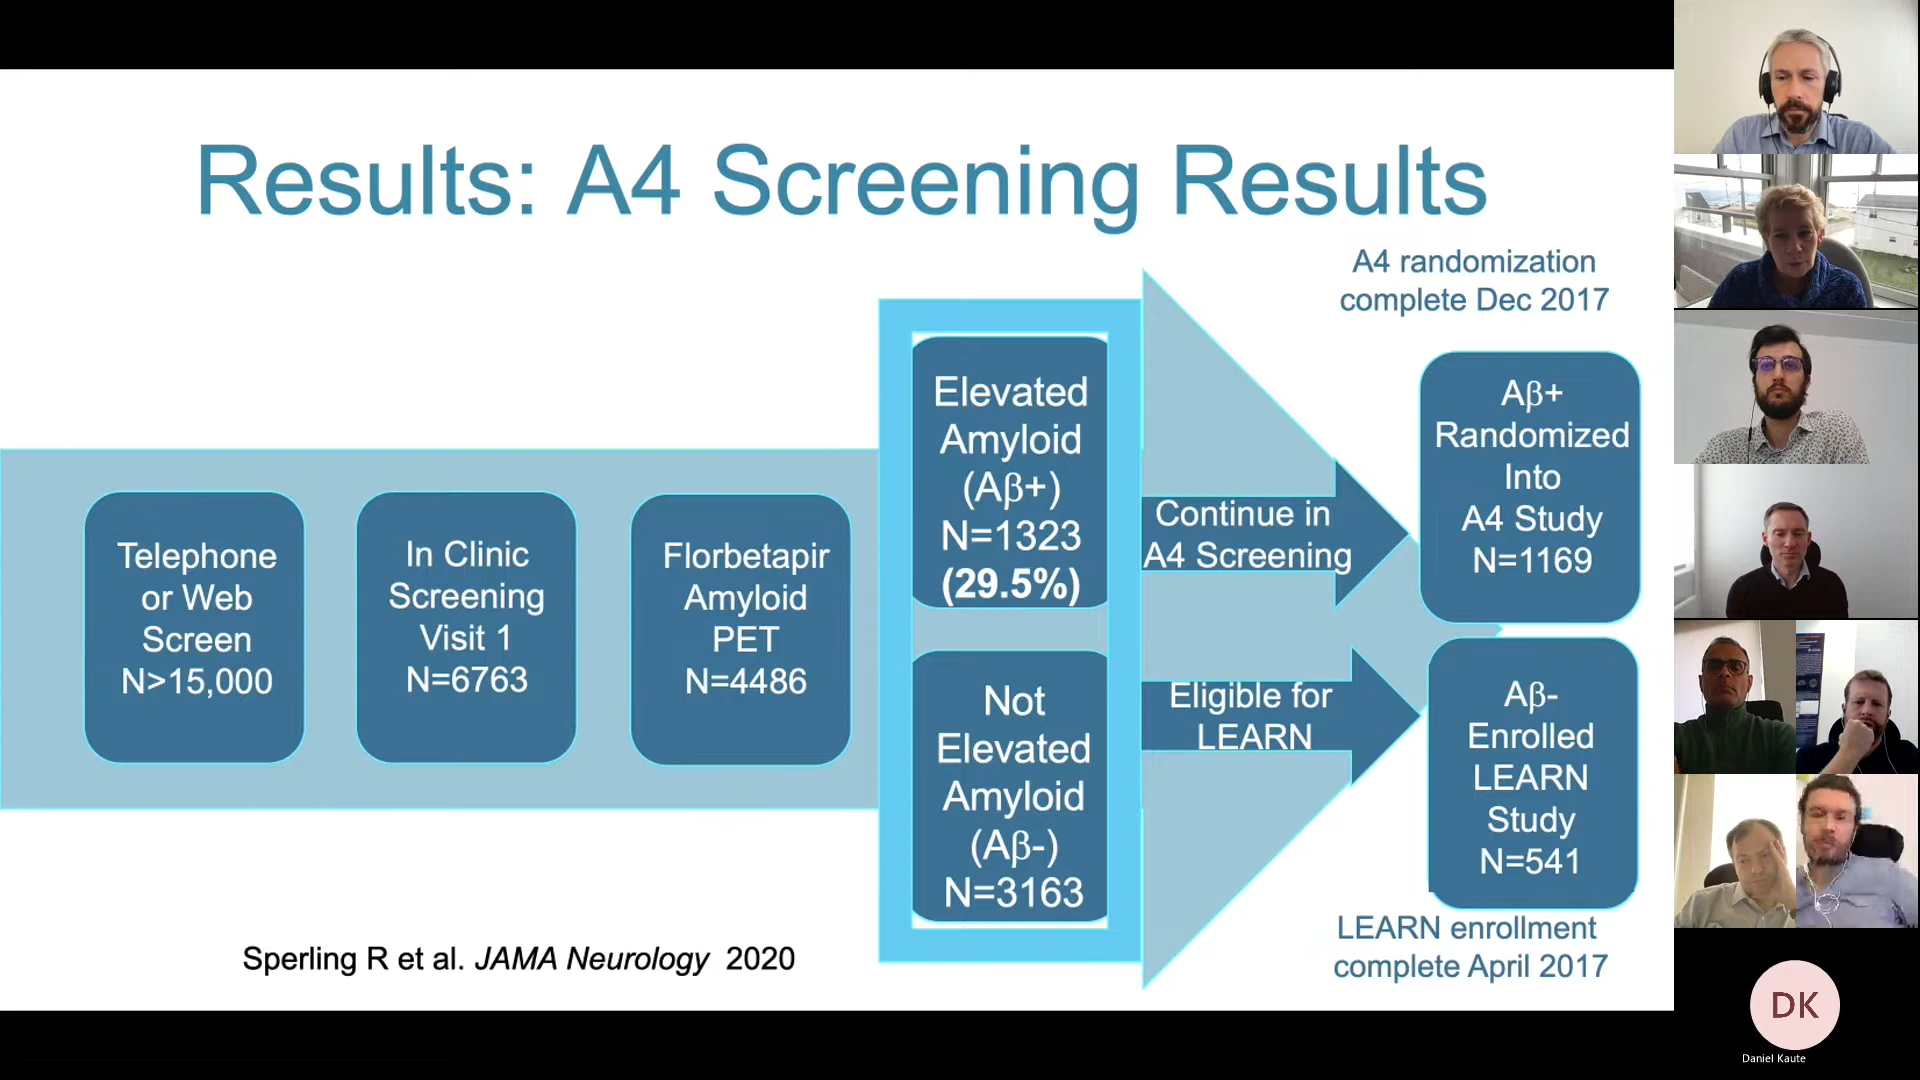 Results: A4 Screening Results
A4 randomization
complete Dec 2017
Telephone
or Web
Screen
N>15,000
In Clinic
Screening
Visit 1
N=6763
Florbetapir
Amyloid
PET
N=4486
Elevated
Amyloid
(Aβ+)
N=1323
(29.5%)
Not
Elevated
Amyloid
(Aβ-)
N=3163
Continue in
A4 Screening
Eligible for
LEARN
Aβ+
Randomized
Into
A4 Study
N=1169
Aβ-
Enrolled
LEARN
Study
N=541
LEARN enrollment
complete April 2017
Sperling R et al. JAMA Neurology 2020
DK
Daniel Kaute